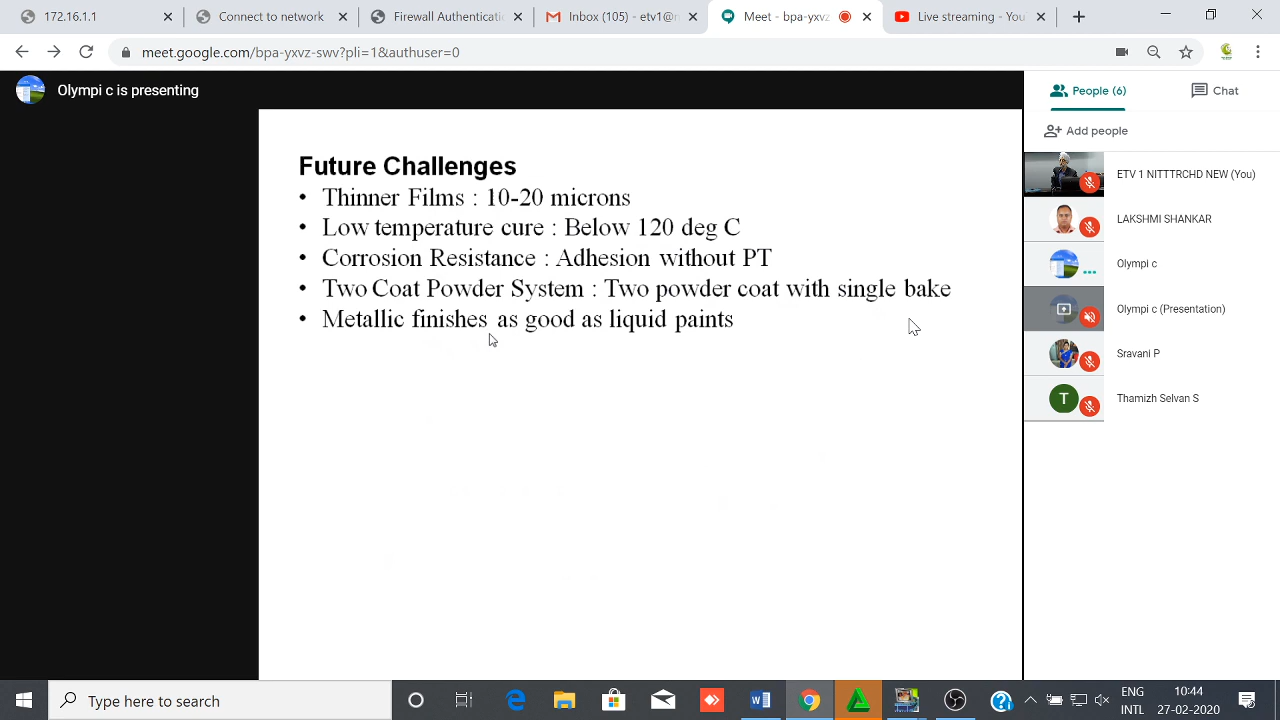 172.16.1.1
Connect to network
Firewall Authenticati
Inbox (105) - etv1@n
Meet - bpa-yxvz
Live streaming - You
meet.google.com/bpa-yxvz-swv?pli=1&authuser=0
Olympi c is presenting
People (6)
Chat
Add people
ETV 1 NITTTRCHD NEW (You)
LAKSHMI SHANKAR
Olympi c
Olympi c (Presentation)
Sravani P
T
Thamizh Selvan S
Future Challenges
• Thinner Films : 10-20 microns
• Low temperature cure : Below 120 deg C
• Corrosion Resistance : Adhesion without PT
• Two Coat Powder System : Two powder coat with single bake
• Metallic finishes as good as liquid paints
Type here to search
ENG
INTL
10:44
27-02-2020